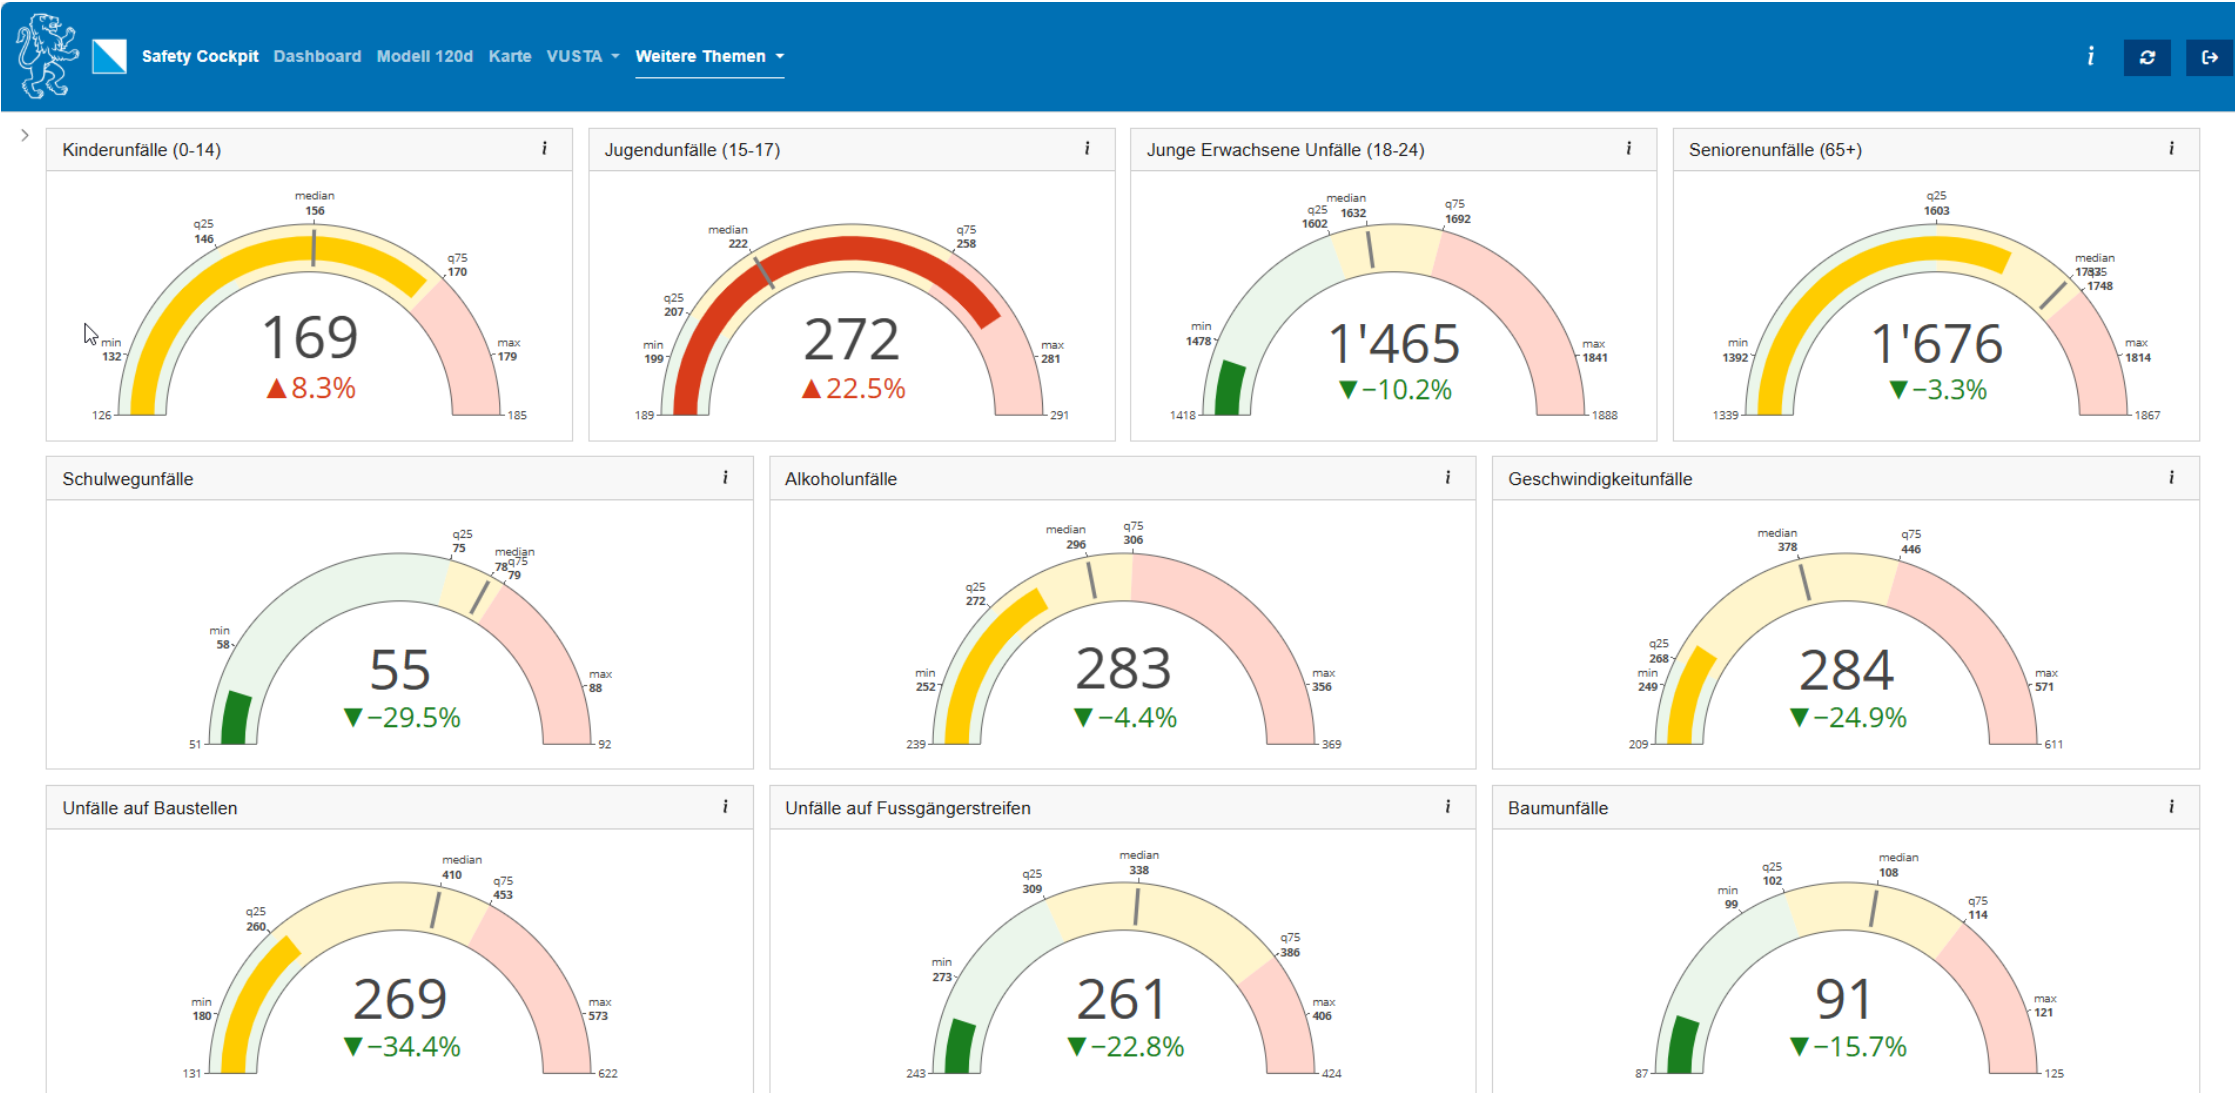 Safety Cockpit Dashboard Modell 120d Karte VUSTA Weitere Themen i
Kinderunfälle (0-14) i
median
156
q25
146
q75
170
min
132
max
179
169
▲8.3%
126
185
Jugendunfälle (15-17) i
median
222
q75
258
q25
207
min
199
max
281
272
▲22.5%
189
291
Junge Erwachsene Unfälle (18-24) i
median
1632
q25
1602
q75
1692
min
1478
max
1841
1'465
▼−10.2%
1418
1888
Seniorenunfälle (65+) i
q25
1603
median
1733
q75
1748
min
1392
max
1814
1'676
▼−3.3%
1339
1867
Schulwegunfälle i
q25
75
median
78
q75
79
min
58
max
88
55
▼−29.5%
51
92
Alkoholunfälle i
median
296
q75
306
q25
272
min
252
max
356
283
▼−4.4%
239
369
Geschwindigkeitunfälle i
median
378
q75
446
q25
268
min
249
max
571
284
▼−24.9%
209
611
Unfälle auf Baustellen i
median
410
q75
453
q25
260
min
180
max
573
269
▼−34.4%
131
622
Unfälle auf Fussgängerstreifen i
median
338
q25
309
q75
386
min
273
max
406
261
▼−22.8%
243
424
Baumunfälle i
median
108
q25
102
min
99
q75
114
max
121
91
▼−15.7%
87
125